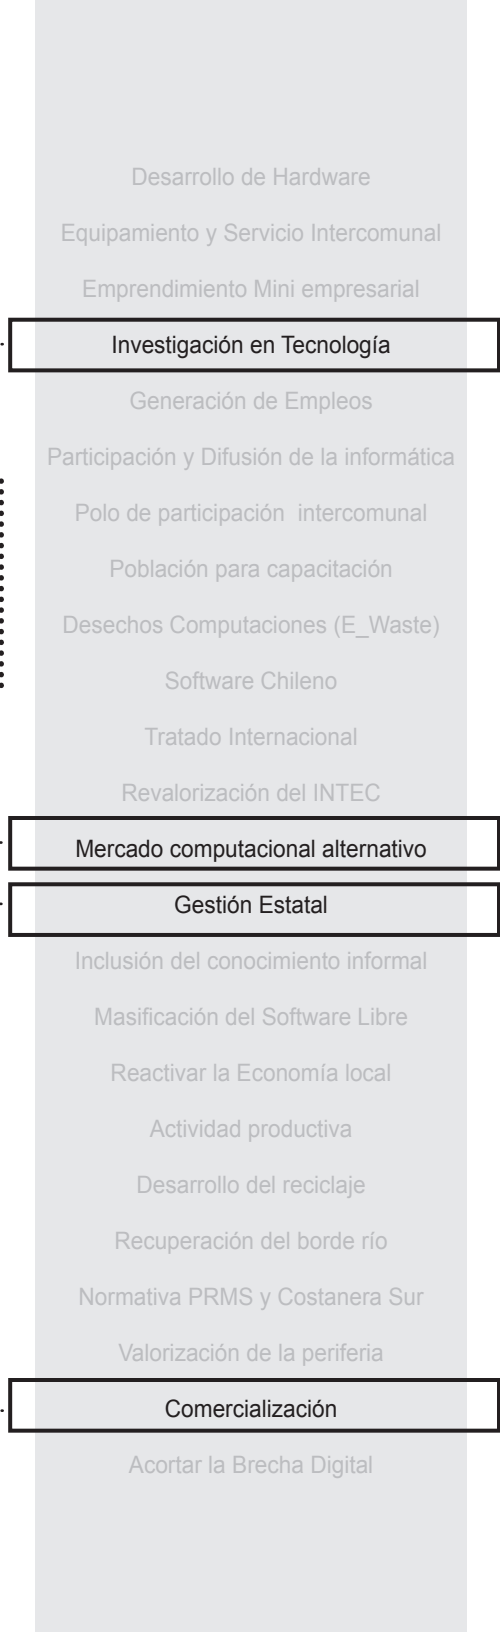 Desarrollo de Hardware
Equipamiento y Servicio Intercomunal
Emprendimiento Mini empresarial
Investigación en Tecnología
Generación de Empleos
Participación y Difusión de la informática
Polo de participación intercomunal
Población para capacitación
Desechos Computaciones (E_Waste)
Software Chileno
Tratado Internacional
Revalorización del INTEC
Mercado computacional alternativo
Gestión Estatal
Inclusión del conocimiento informal
Masificación del Software Libre
Reactivar la Economía local
Actividad productiva
Desarrollo del reciclaje
Recuperación del borde río
Normativa PRMS y Costanera Sur
Valorización de la periferia
Comercialización
Acortar la Brecha Digital